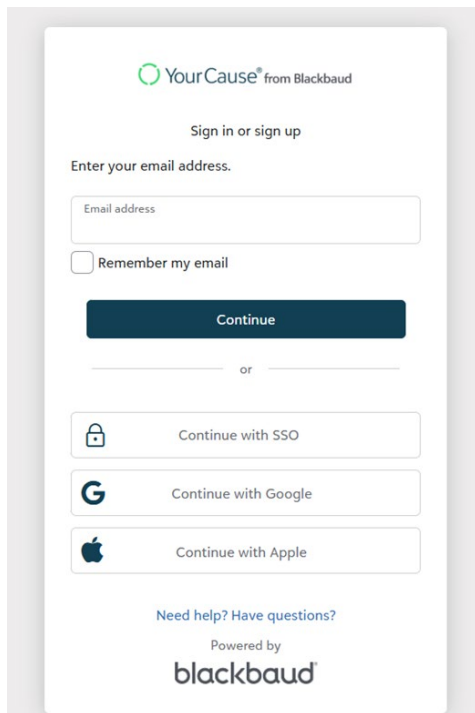 YourCause® from Blackbaud
Sign in or sign up
Enter your email address.
Email address
Remember my email
Continue
or
Continue with SSO
G Continue with Google
Continue with Apple
Need help? Have questions?
Powered by
blackbaud